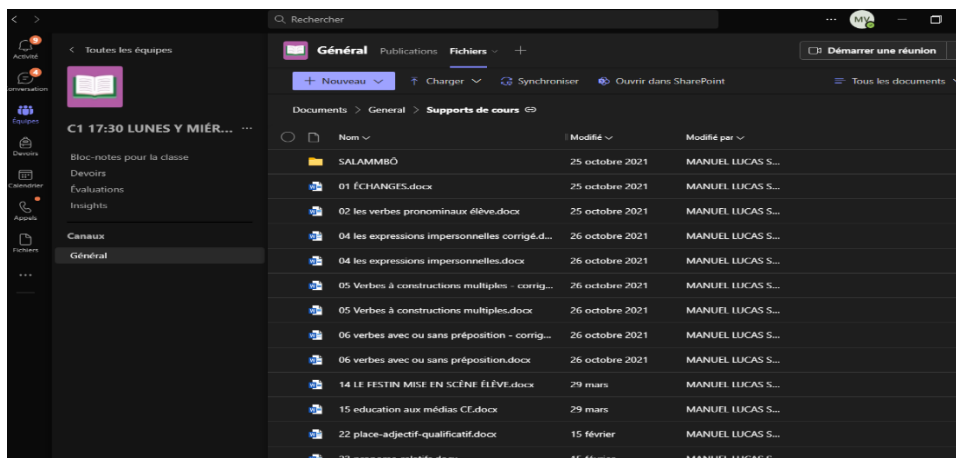 Rechercher
MV
9
Activité
4
onversation
Équipes
Devoirs
Calendrier
Appels
Fichiers
Toutes les équipes
C1 17:30 LUNES Y MIÉR... ...
Bloc-notes pour la classe
Devoirs
Évaluations
Insights
Canaux
Général
Général Publications Fichiers
Démarrer une réunion
Nouveau Charger Synchroniser Ouvrir dans SharePoint Tous les documents
Documents > General > Supports de cours
Nom Modifié Modifié par
SALAMMBÔ 25 octobre 2021 MANUEL LUCAS S...
01 ÉCHANGES.docx 25 octobre 2021 MANUEL LUCAS S...
02 les verbes pronominaux élève.docx 25 octobre 2021 MANUEL LUCAS S...
04 les expressions impersonnelles corrigé.d... 26 octobre 2021 MANUEL LUCAS S...
04 les expressions impersonnelles.docx 26 octobre 2021 MANUEL LUCAS S...
05 Verbes à constructions multiples - corrig... 26 octobre 2021 MANUEL LUCAS S...
05 Verbes à constructions multiples.docx 26 octobre 2021 MANUEL LUCAS S...
06 verbes avec ou sans préposition - corrig... 26 octobre 2021 MANUEL LUCAS S...
06 verbes avec ou sans préposition.docx 26 octobre 2021 MANUEL LUCAS S...
14 LE FESTIN MISE EN SCÈNE ÉLÈVE.docx 29 mars MANUEL LUCAS S...
15 education aux médias CE.docx 29 mars MANUEL LUCAS S...
22 place-adjectif-qualificatif.docx 15 février MANUEL LUCAS S...